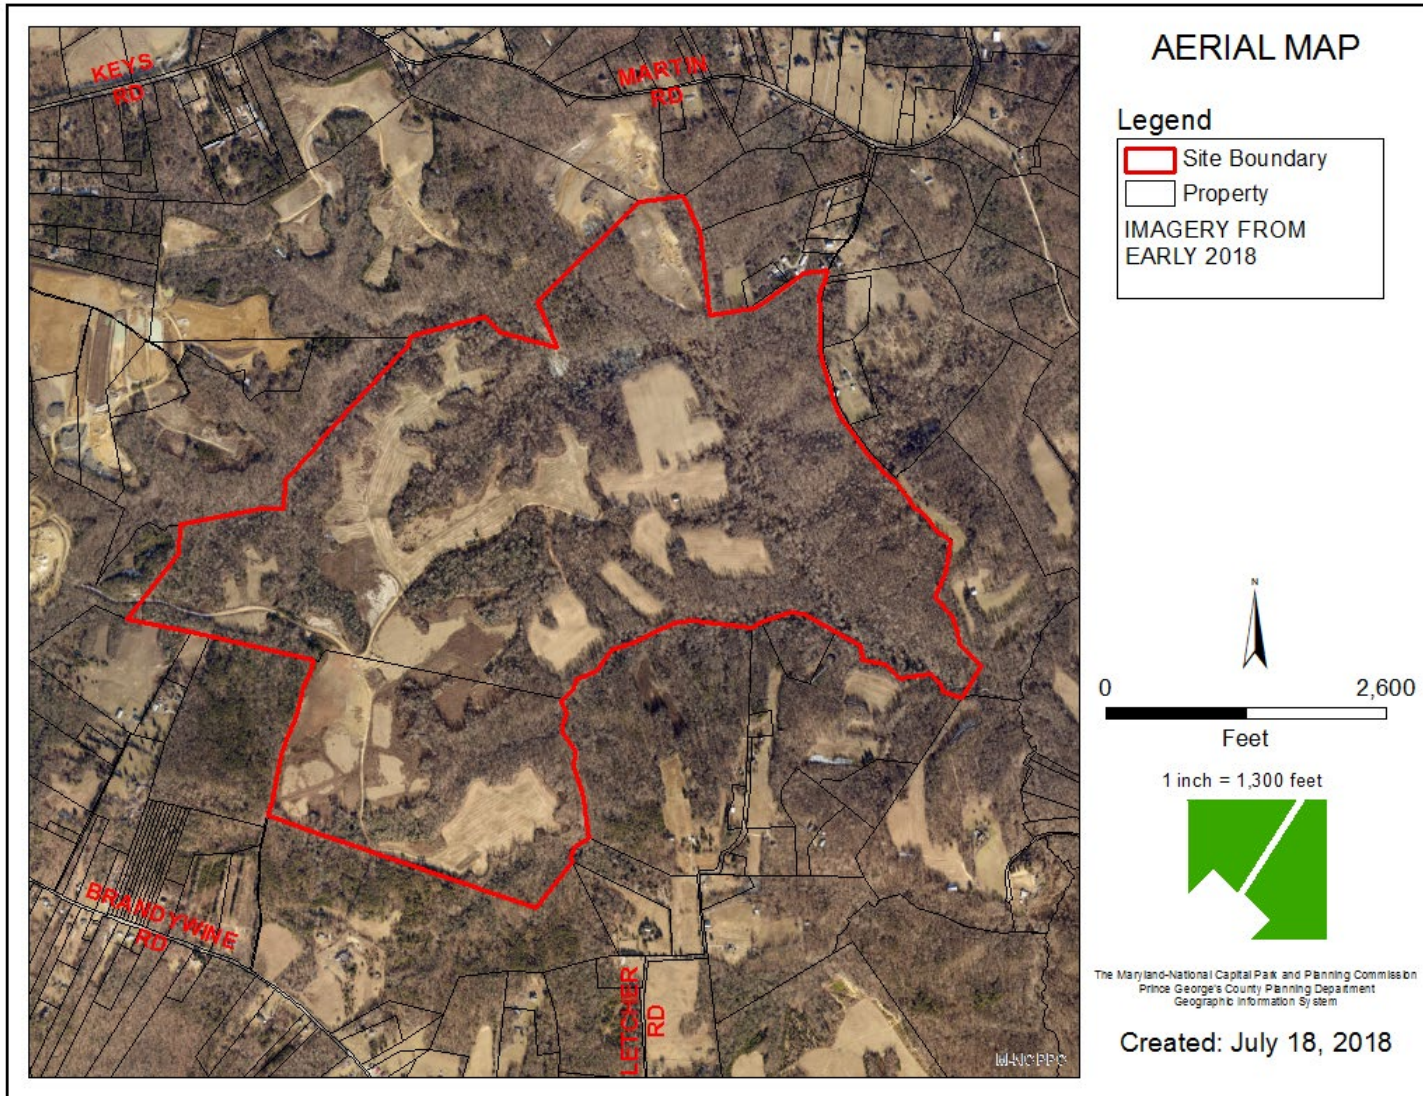 AERIAL MAP
KEYS
RD
MARTIN
RD
Legend
Site Boundary
Property
IMAGERY FROM
EARLY 2018
N
0 2,600
Feet
1 inch = 1,300 feet
BRANDYWINE
RD
LETCHER
RD
The Maryland-National Capital Park and Planning Commission
Prince George's County Planning Department
Geographic Information System
Created: July 18, 2018
M-NCPPC